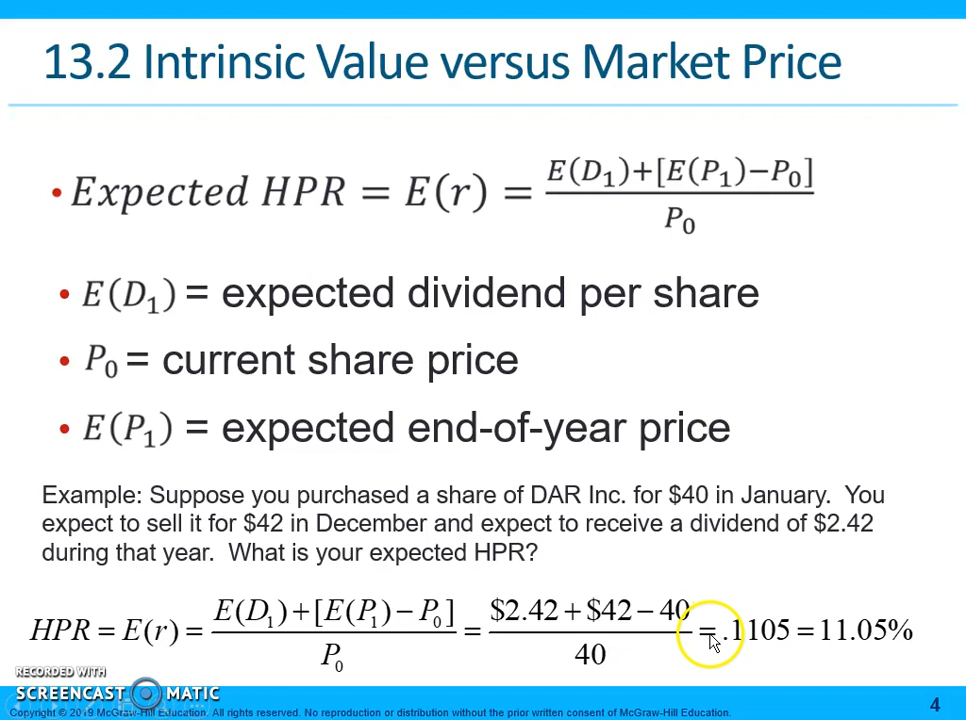 13.2 Intrinsic Value versus Market Price
• Expected HPR = E(r) = \frac{E(D₁)+[E(P₁)−P₀]}{P₀}
• E(D₁) = expected dividend per share
• P₀ = current share price
• E(P₁) = expected end-of-year price
Example: Suppose you purchased a share of DAR Inc. for $40 in January. You
expect to sell it for $42 in December and expect to receive a dividend of $2.42
during that year. What is your expected HPR?
HPR = E(r) = \frac{E(D₁)+[E(P₁)−P₀]}{P₀} = \frac{$2.42+$42−40}{40} = .1105 = 11.05%
RECORDED WITH
SCREENCAST MATIC
Copyright © 2019 McGraw-Hill Education. All rights reserved. No reproduction or distribution without the prior written consent of McGraw-Hill Education.
4